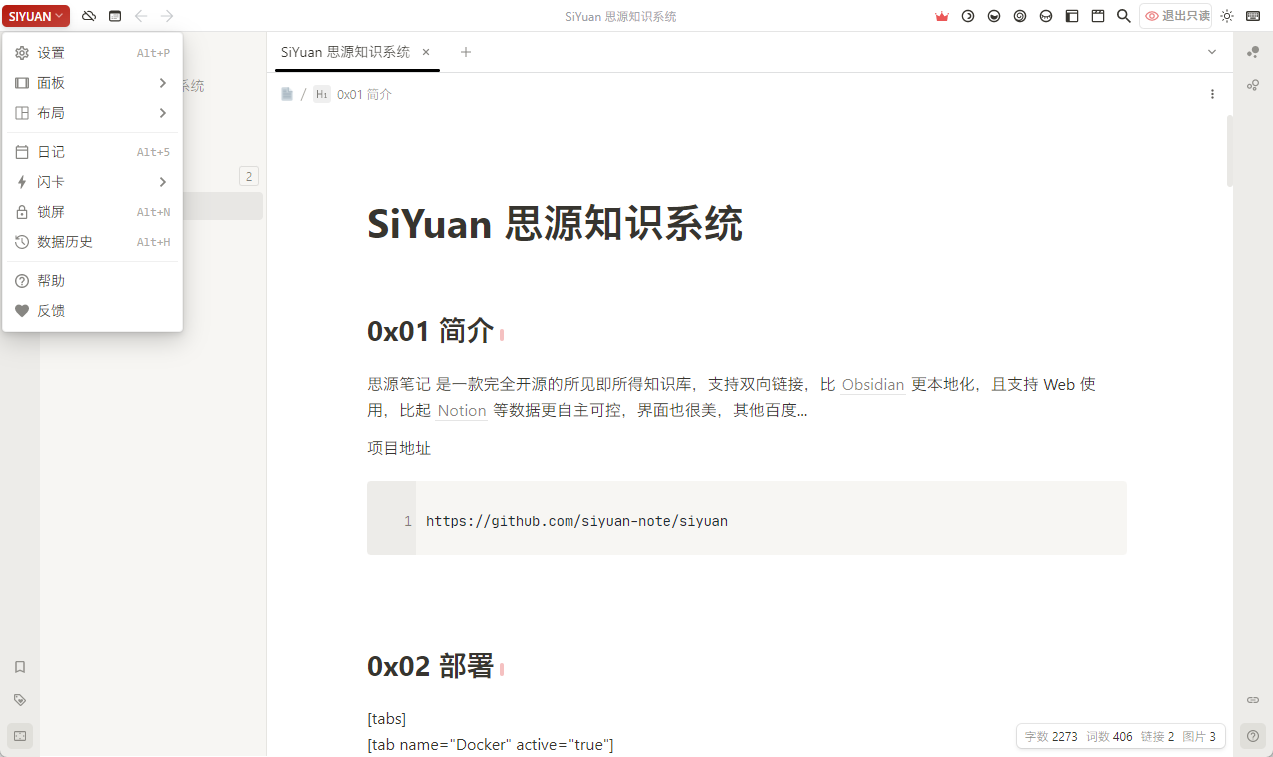 SIYUAN
SiYuan 思源知识系统
退出只读
设置 Alt+P
面板
布局
日记 Alt+5
闪卡
锁屏 Alt+N
数据历史 Alt+H
帮助
反馈
系统
2
SiYuan 思源知识系统
/ H1 0x01 简介
SiYuan 思源知识系统
0x01 简介
思源笔记 是一款完全开源的所见即所得知识库，支持双向链接，比 Obsidian 更本地化，且支持 Web 使
用，比起 Notion 等数据更自主可控，界面也很美，其他百度...
项目地址
1 https://github.com/siyuan-note/siyuan
0x02 部署
[tabs]
[tab name="Docker" active="true"]
字数 2273 词数 406 链接 2 图片 3